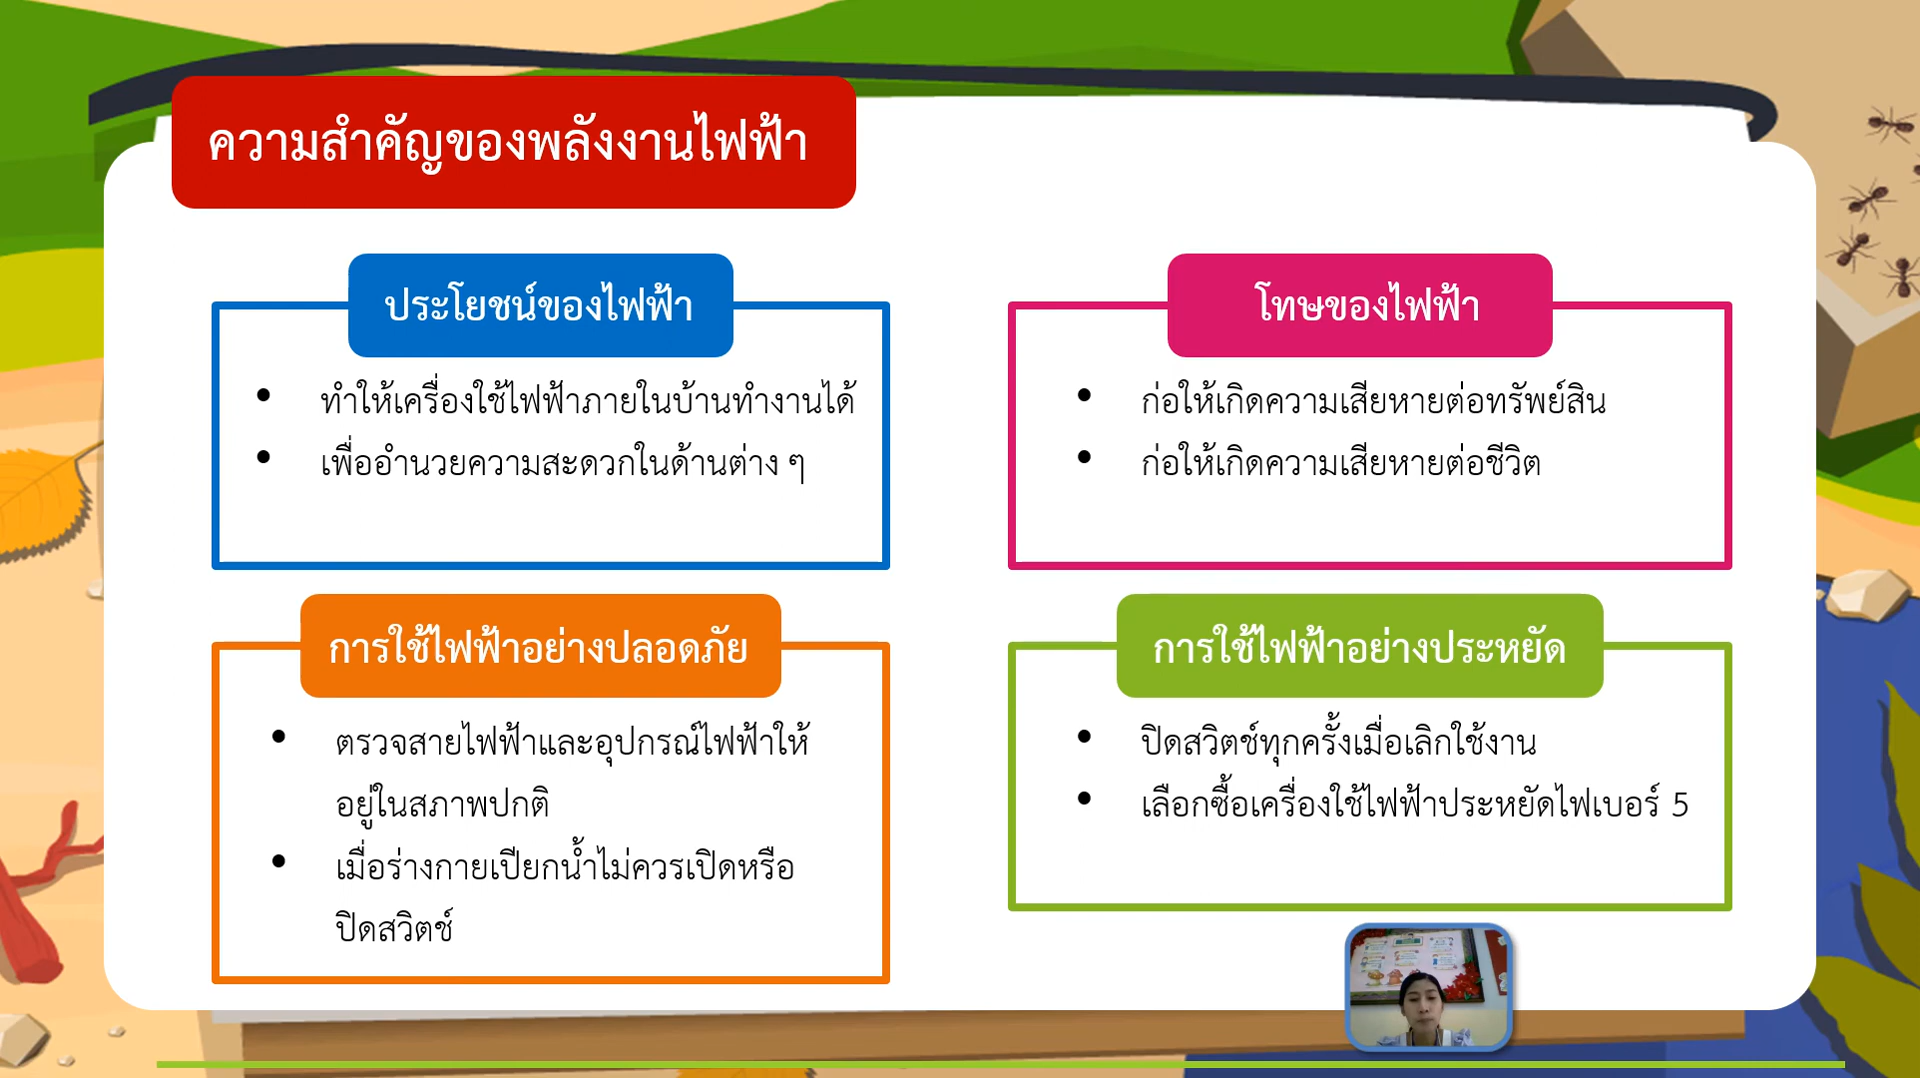 ความสำคัญของพลังงานไฟฟ้า
ประโยชน์ของไฟฟ้า
• ทำให้เครื่องใช้ไฟฟ้าภายในบ้านทำงานได้
• เพื่ออำนวยความสะดวกในด้านต่าง ๆ
โทษของไฟฟ้า
• ก่อให้เกิดความเสียหายต่อทรัพย์สิน
• ก่อให้เกิดความเสียหายต่อชีวิต
การใช้ไฟฟ้าอย่างปลอดภัย
• ตรวจสายไฟฟ้าและอุปกรณ์ไฟฟ้าให้
อยู่ในสภาพปกติ
• เมื่อร่างกายเปียกน้ำไม่ควรเปิดหรือ
ปิดสวิตช์
การใช้ไฟฟ้าอย่างประหยัด
• ปิดสวิตช์ทุกครั้งเมื่อเลิกใช้งาน
• เลือกซื้อเครื่องใช้ไฟฟ้าประหยัดไฟเบอร์ 5